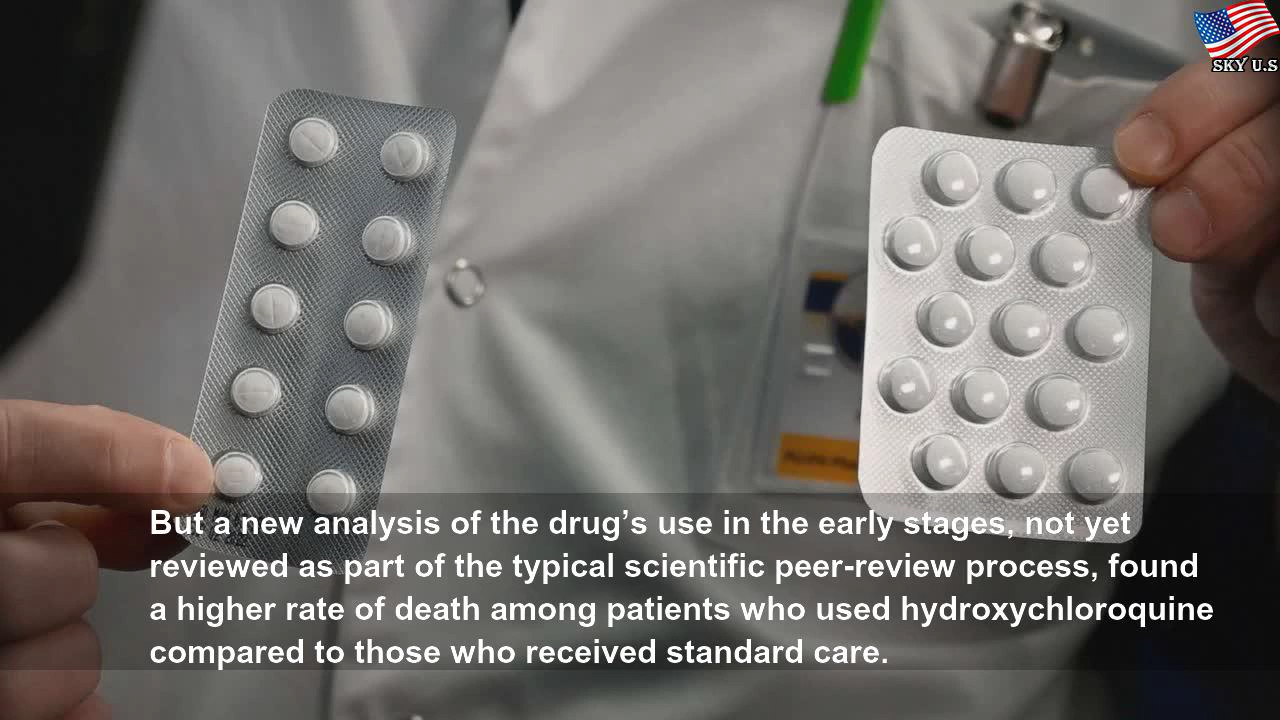 SKY U.S
But a new analysis of the drug’s use in the early stages, not yet
reviewed as part of the typical scientific peer-review process, found
a higher rate of death among patients who used hydroxychloroquine
compared to those who received standard care.